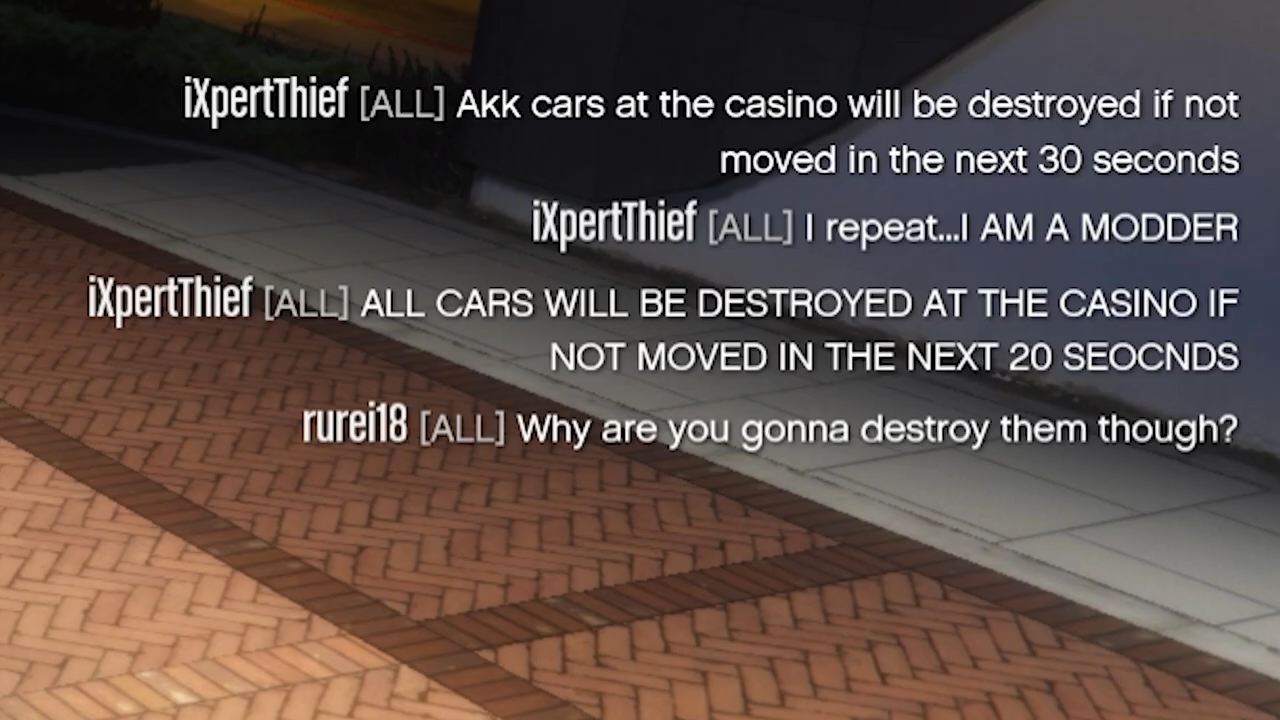 iXpertThief [ALL] Akk cars at the casino will be destroyed if not
moved in the next 30 seconds
iXpertThief [ALL] I repeat...I AM A MODDER
iXpertThief [ALL] ALL CARS WILL BE DESTROYED AT THE CASINO IF
NOT MOVED IN THE NEXT 20 SEOCNDS
rurei18 [ALL] Why are you gonna destroy them though?